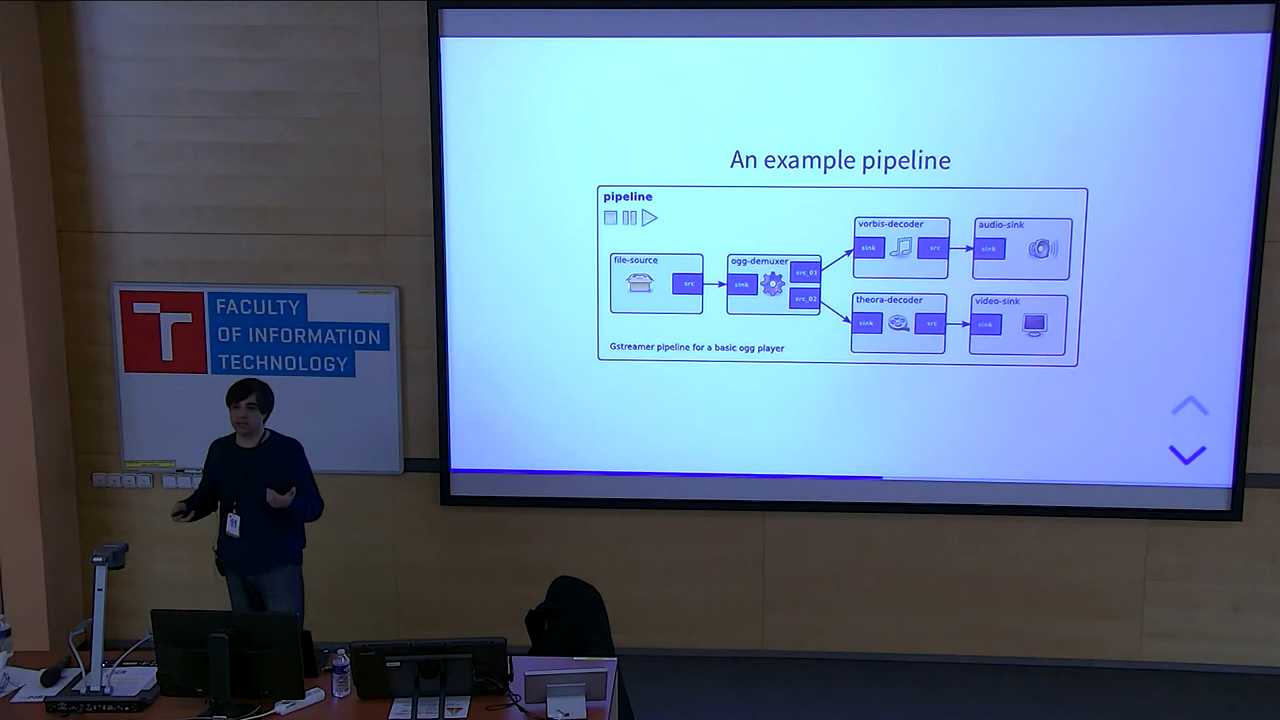 FACULTY
OF INFORMATION
TECHNOLOGY
An example pipeline
pipeline
file-source
src
ogg-demuxer
sink
src_01
src_02
vorbis-decoder
sink
src
audio-sink
sink
theora-decoder
sink
src
video-sink
sink
Gstreamer pipeline for a basic ogg player